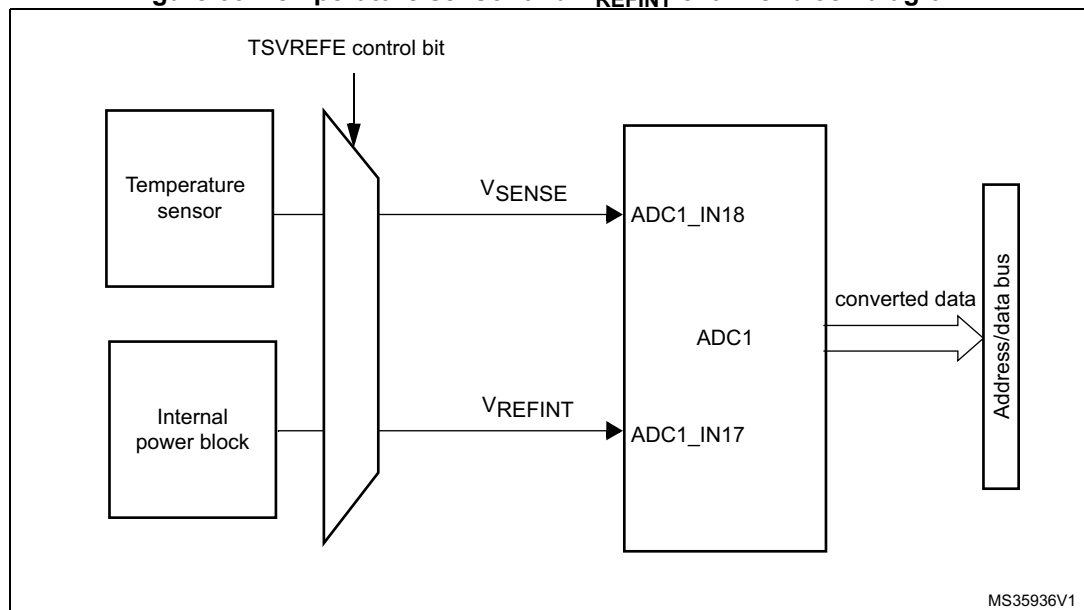 TSVREFE control bit
Temperature
sensor
VSENSE
ADC1_IN18
converted data
Address/data bus
ADC1
Internal
power block
VREFINT
ADC1_IN17
MS35936V1